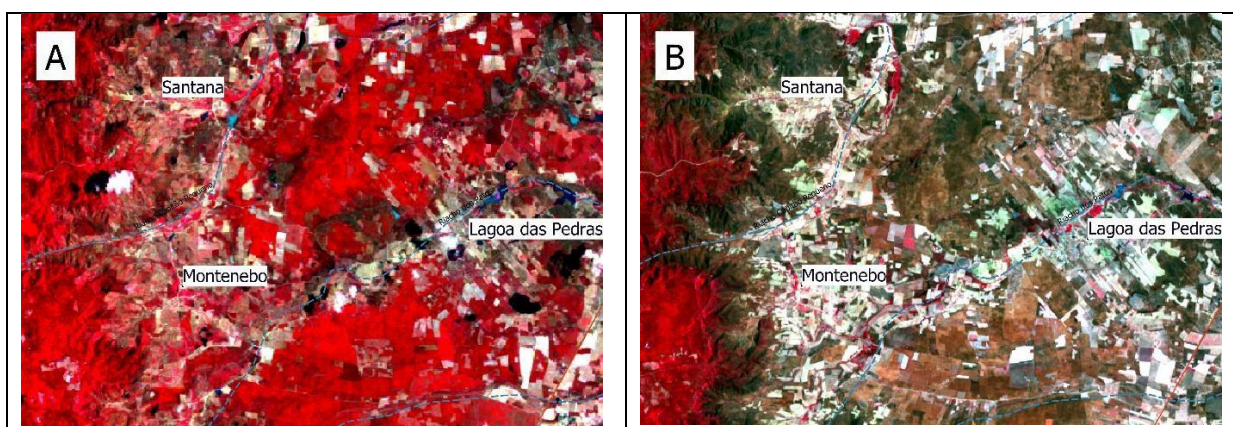 A
Santana
Montenebo
Lagoa das Pedras
B
Santana
Montenebo
Lagoa das Pedras